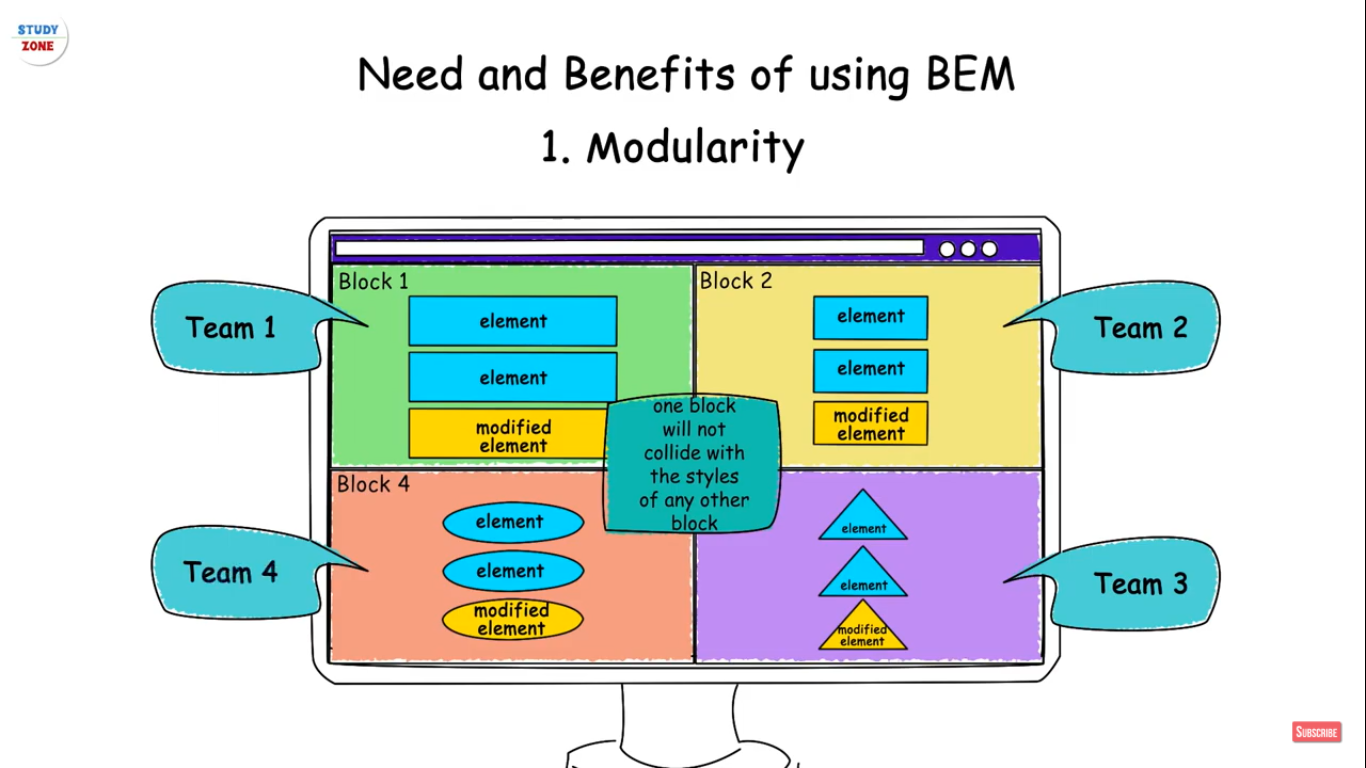 STUDY
ZONE
Need and Benefits of using BEM
1. Modularity
Block 1
element
element
modified
element
Block 2
element
element
modified
element
Team 1
Team 2
one block
will not
collide with
the styles
of any other
block
Block 4
element
element
modified
element
element
element
modified
element
Team 4
Team 3
SUBSCRIBE